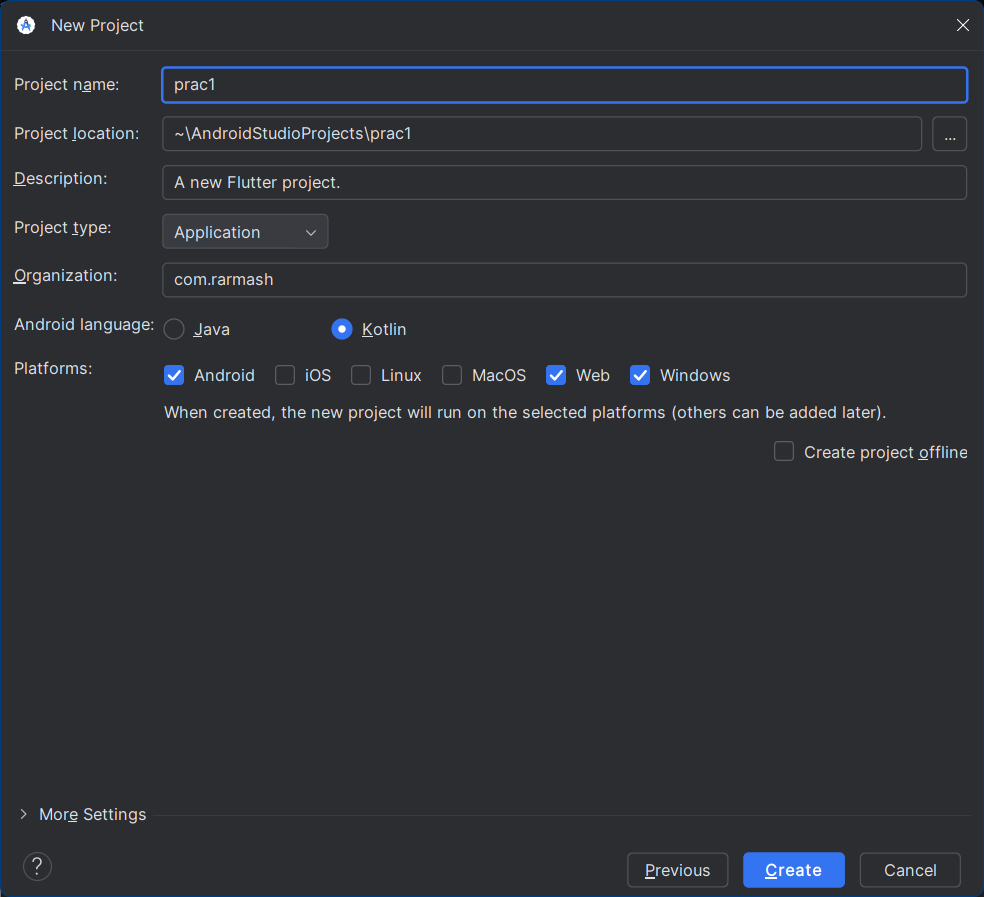 New Project
Project name: prac1
Project location: ~\AndroidStudioProjects\prac1 ...
Description: A new Flutter project.
Project type: Application
Organization: com.rarmash
Android language: Java Kotlin
Platforms: Android iOS Linux MacOS Web Windows
When created, the new project will run on the selected platforms (others can be added later).
Create project offline
More Settings
? Previous Create Cancel